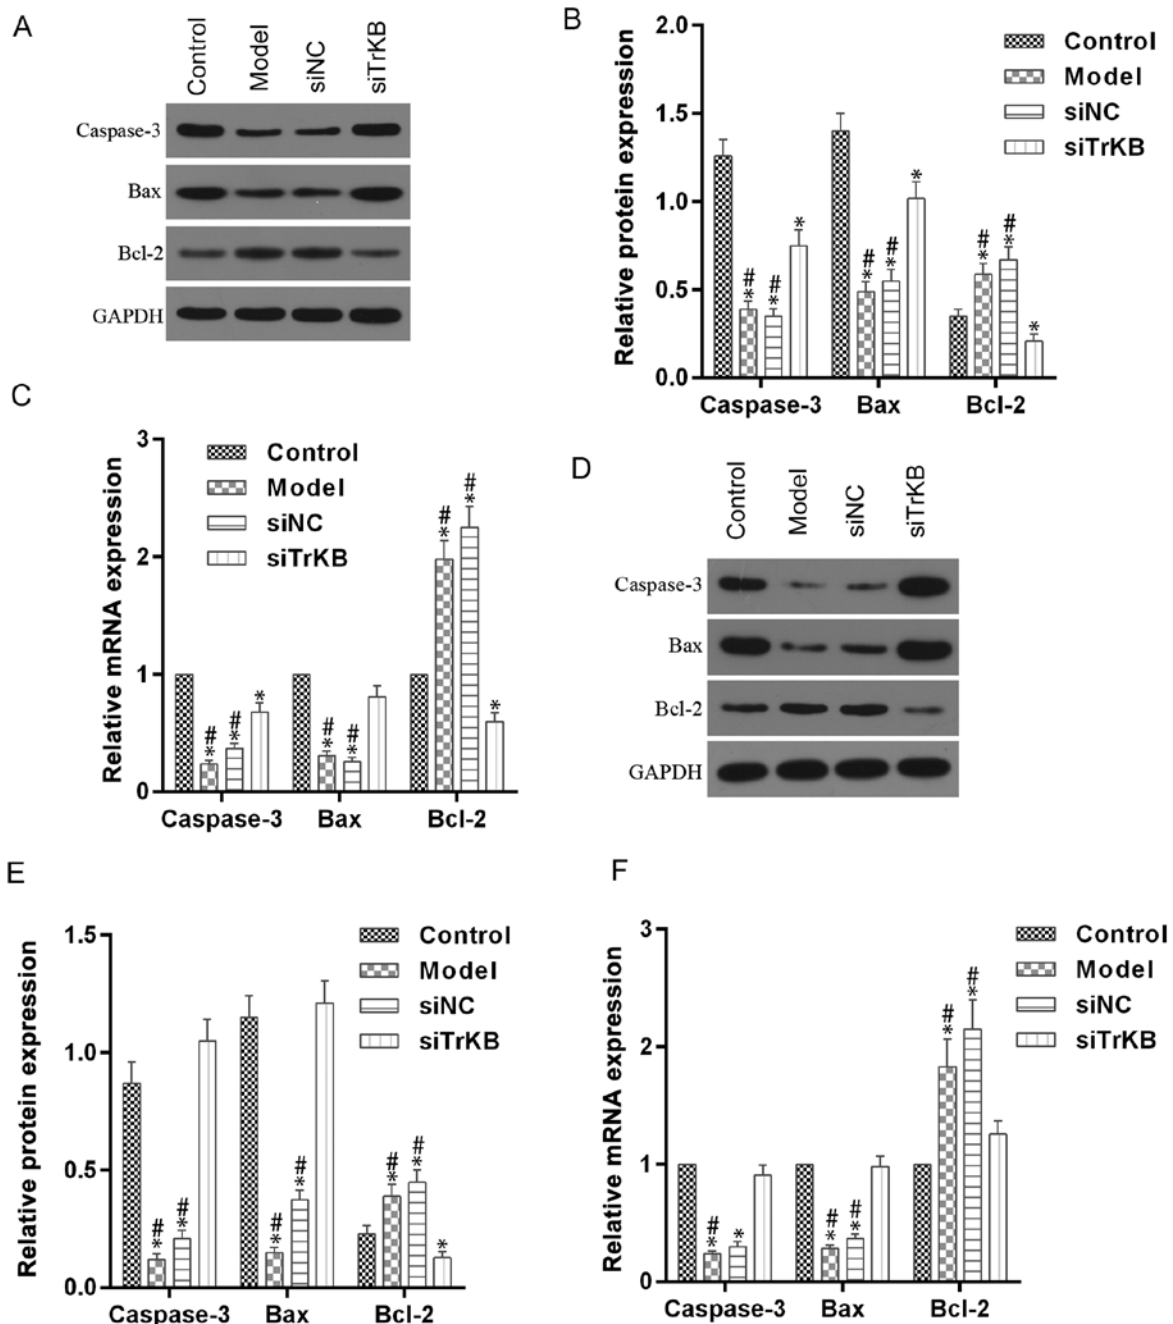 A
Control
Model
siNC
siTrKB
Caspase-3
Bax
Bcl-2
GAPDH
B
Relative protein expression
2.0
1.5
1.0
0.5
0.0
#
*
#
*
*
#
*
#
*
*
#
*
#
*
*
Caspase-3 Bax Bcl-2
Control
Model
siNC
siTrKB
C
Relative mRNA expression
3
2
1
0
Control
Model
siNC
siTrKB
#
*
#
*
*
#
*
#
*
#
*
#
*
*
Caspase-3 Bax Bcl-2
D
Control
Model
siNC
siTrKB
Caspase-3
Bax
Bcl-2
GAPDH
E
Relative protein expression
1.5
1.0
0.5
0.0
#
*
#
*
#
*
#
*
#
*
#
*
*
Caspase-3 Bax Bcl-2
Control
Model
siNC
siTrKB
F
Relative mRNA expression
3
2
1
0
#
*
*
#
*
#
*
#
*
#
*
Caspase-3 Bax Bcl-2
Control
Model
siNC
siTrKB